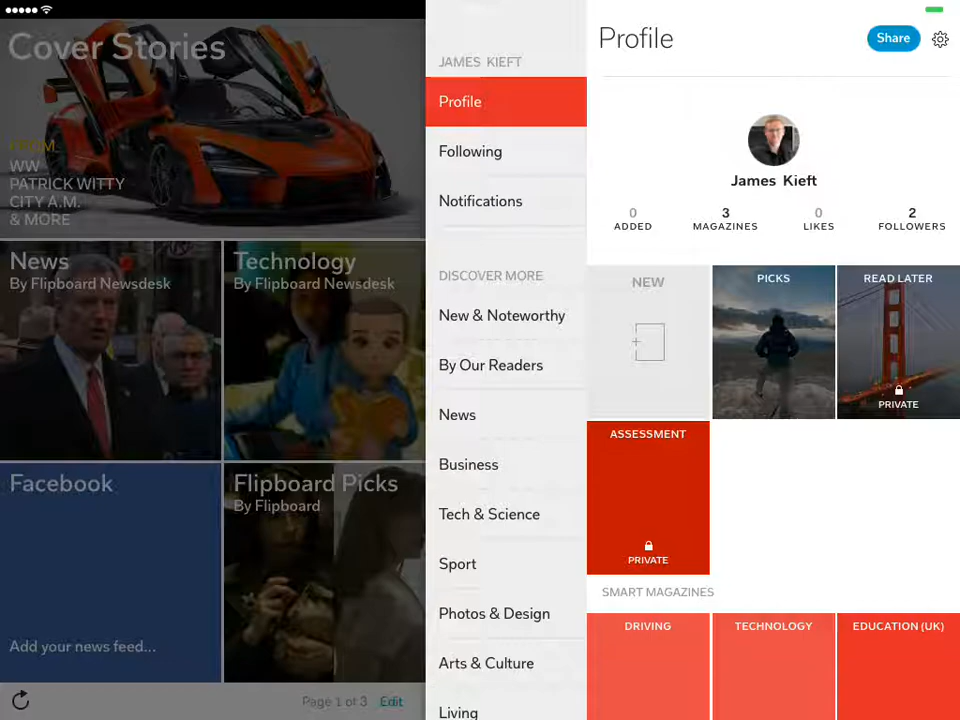 Cover Stories
FROM
WW
PATRICK WITTY
CITY A.M.
& MORE
News
By Flipboard Newsdesk
Technology
By Flipboard Newsdesk
Facebook
Add your news feed...
Flipboard Picks
By Flipboard
Page 1 of 3
Edit
JAMES KIEFT
Profile
Following
Notifications
DISCOVER MORE
New & Noteworthy
By Our Readers
News
Business
Tech & Science
Sport
Photos & Design
Arts & Culture
Living
Profile
Share
James Kieft
0
ADDED
3
MAGAZINES
0
LIKES
2
FOLLOWERS
NEW
PICKS
READ LATER
PRIVATE
ASSESSMENT
PRIVATE
SMART MAGAZINES
DRIVING
TECHNOLOGY
EDUCATION (UK)